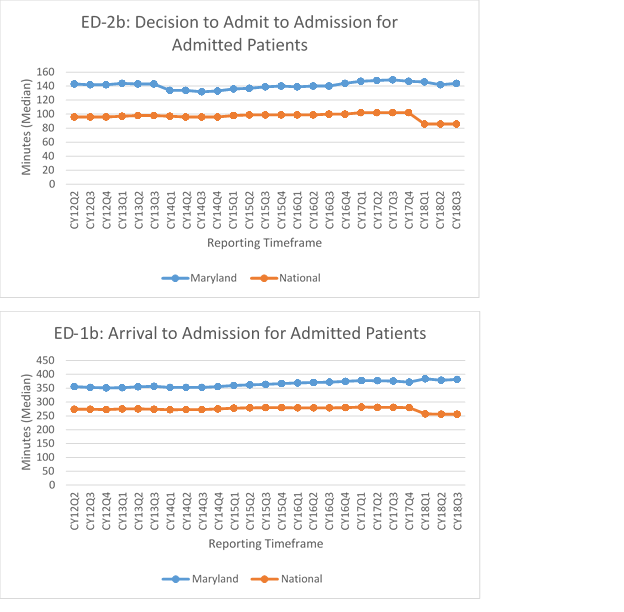 ED-2b: Decision to Admit to Admission for
Admitted Patients
Minutes (Median)
160
140
120
100
80
60
40
20
0
CY12Q2
CY12Q3
CY12Q4
CY13Q1
CY13Q2
CY13Q3
CY14Q1
CY14Q2
CY14Q3
CY14Q4
CY15Q1
CY15Q2
CY15Q3
CY15Q4
CY16Q1
CY16Q2
CY16Q3
CY16Q4
CY17Q1
CY17Q2
CY17Q3
CY17Q4
CY18Q1
CY18Q2
CY18Q3
Reporting Timeframe
Maryland National
ED-1b: Arrival to Admission for Admitted Patients
Minutes (Median)
450
400
350
300
250
200
150
100
50
0
CY12Q2
CY12Q3
CY12Q4
CY13Q1
CY13Q2
CY13Q3
CY14Q1
CY14Q2
CY14Q3
CY14Q4
CY15Q1
CY15Q2
CY15Q3
CY15Q4
CY16Q1
CY16Q2
CY16Q3
CY16Q4
CY17Q1
CY17Q2
CY17Q3
CY17Q4
CY18Q1
CY18Q2
CY18Q3
Reporting Timeframe
Maryland National